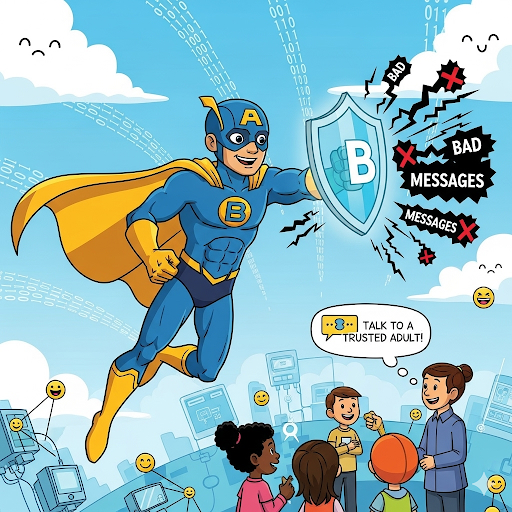 BAD
A
B
B
BAD
MESSAGES
MESSAGES
TALK TO A
TRUSTED ADULT!